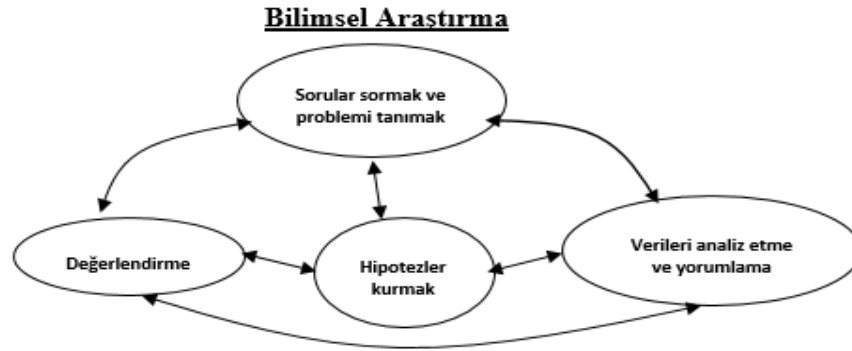 Bilimsel Araştırma
Sorular sormak ve
problemi tanımak
Değerlendirme
Hipotezler
kurmak
Verileri analiz etme
ve yorumlama